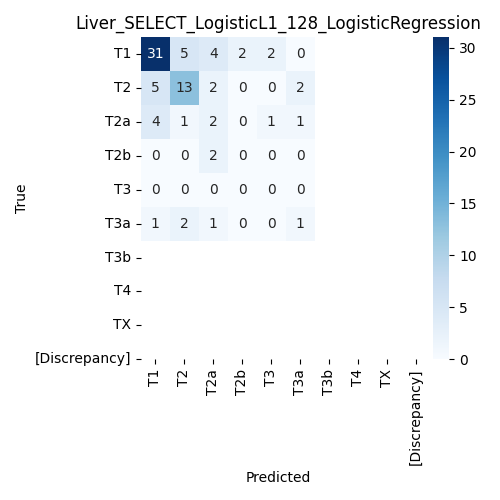 Liver_SELECT_LogisticL1_128_LogisticRegression
T1 31 5 4 2 2 0
T2 5 13 2 0 0 2
T2a 4 1 2 0 1 1
T2b 0 0 2 0 0 0
T3 0 0 0 0 0 0
T3a 1 2 1 0 0 1
T3b
T4
TX
[Discrepancy]
True
T1 T2 T2a T2b T3 T3a T3b T4 TX [Discrepancy]
Predicted
30
25
20
15
10
5
0